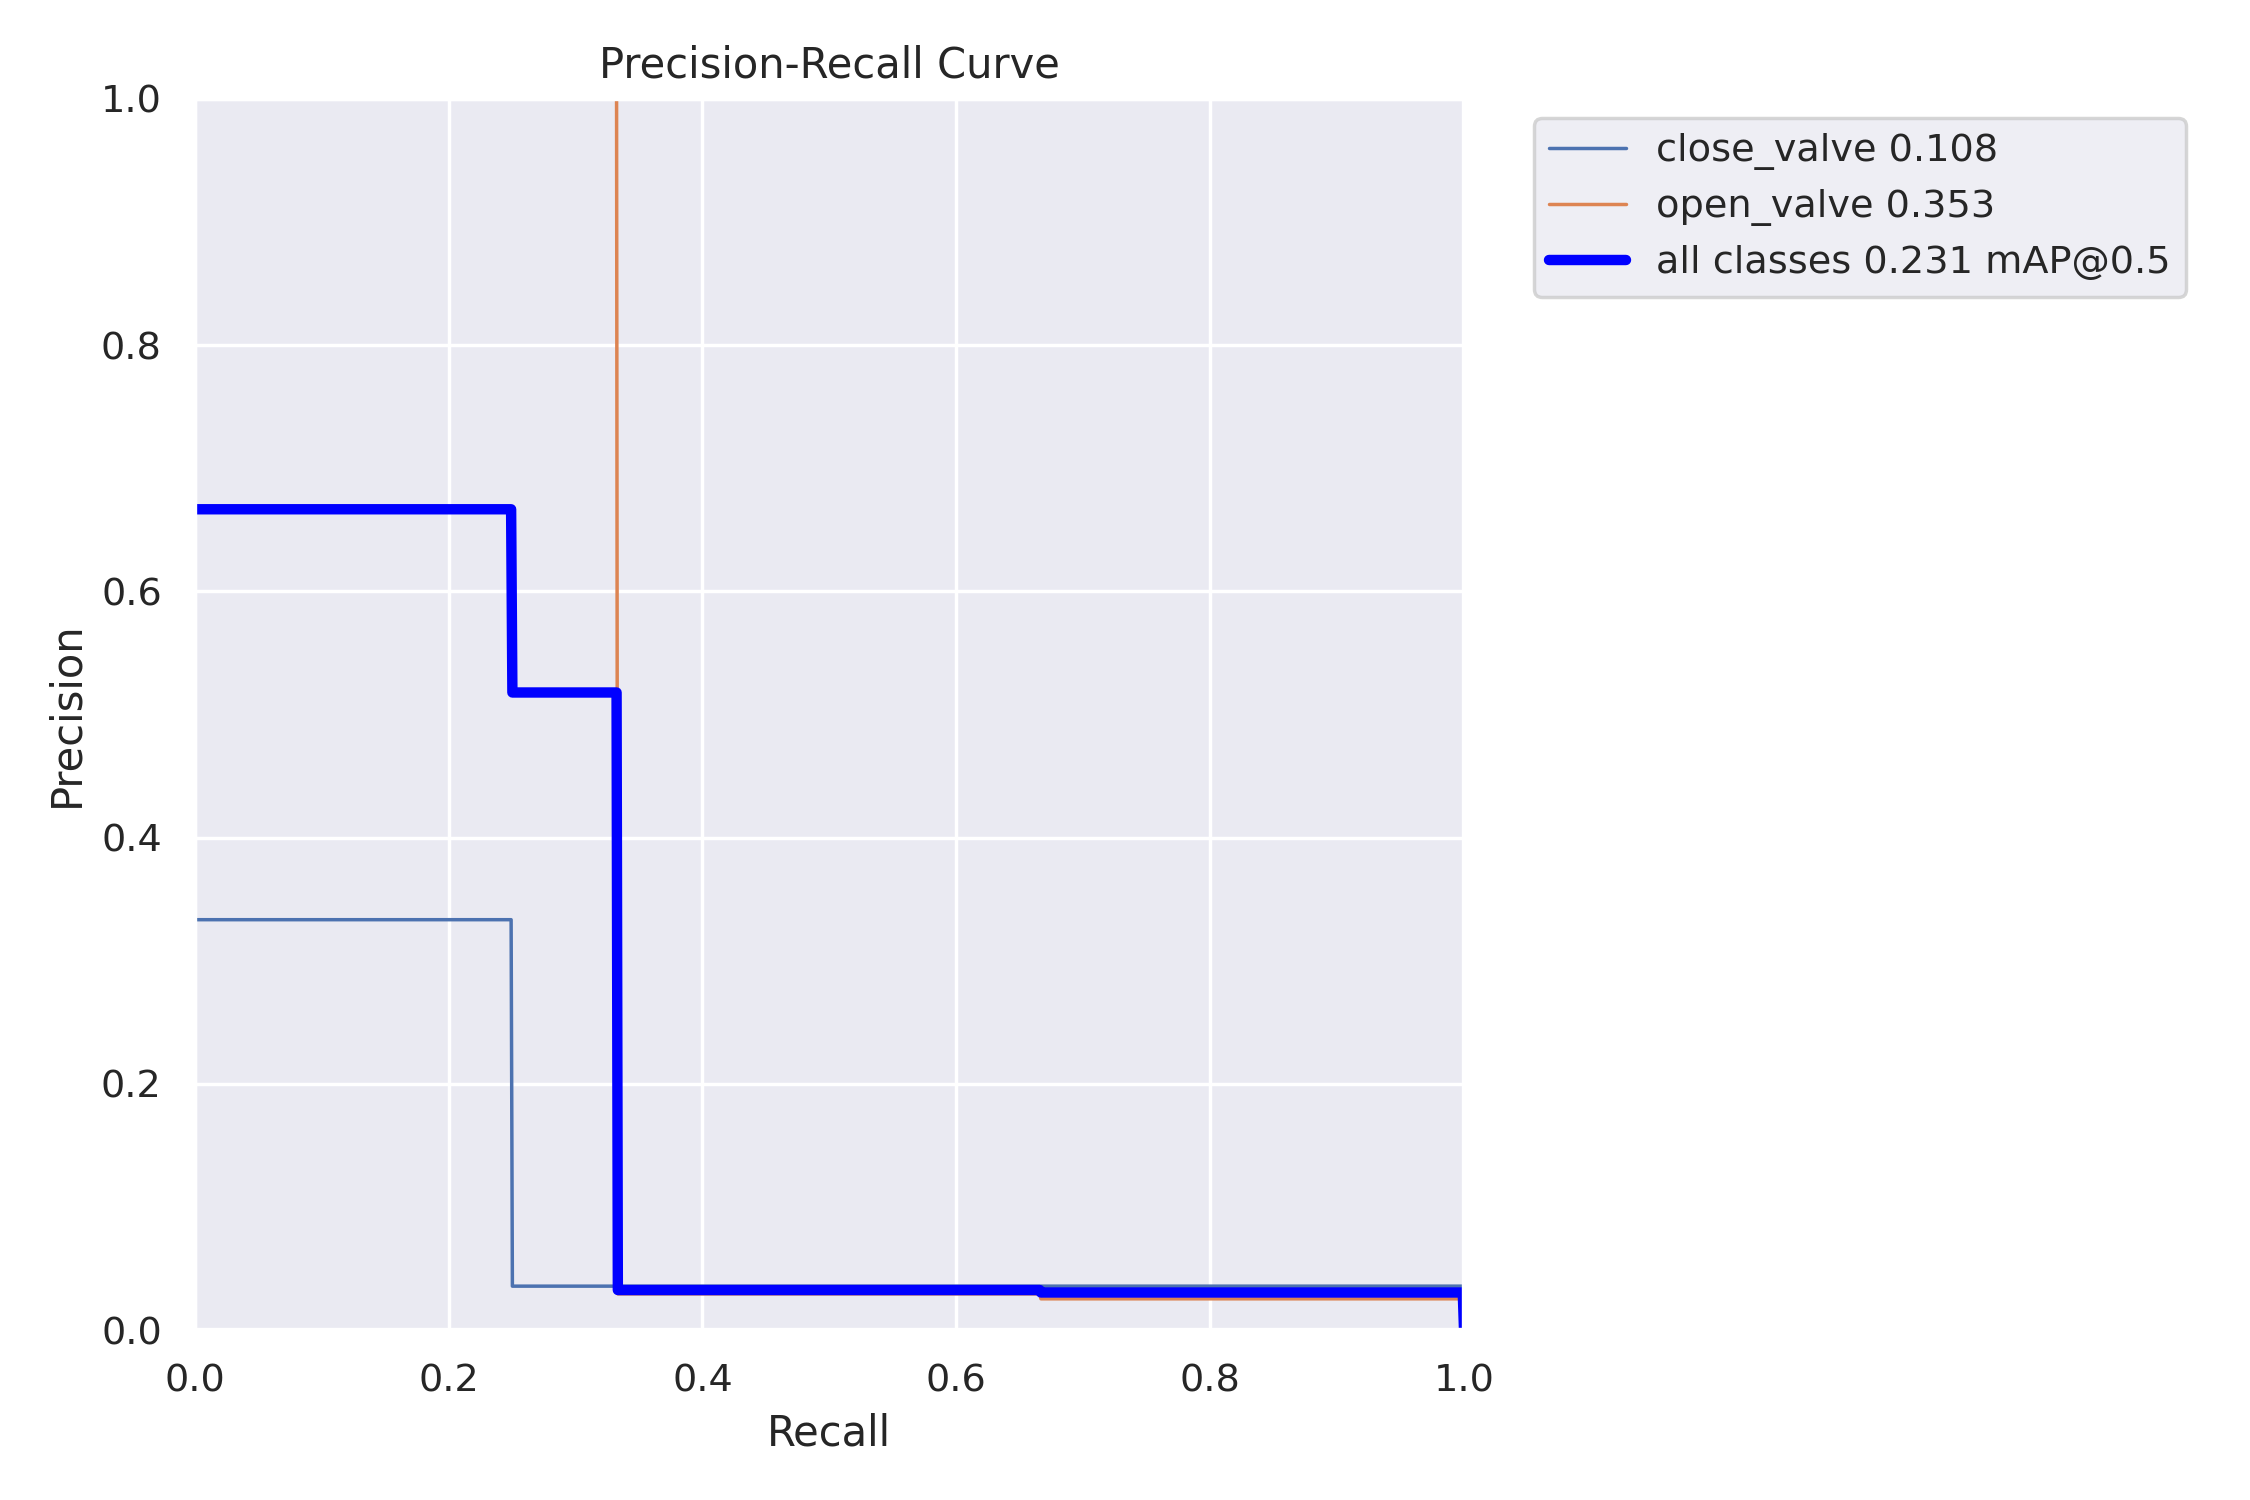 Precision-Recall Curve
1.0
0.8
0.6
0.4
0.2
0.0
Precision
0.0 0.2 0.4 0.6 0.8 1.0
Recall
close_valve 0.108
open_valve 0.353
all classes 0.231 mAP@0.5